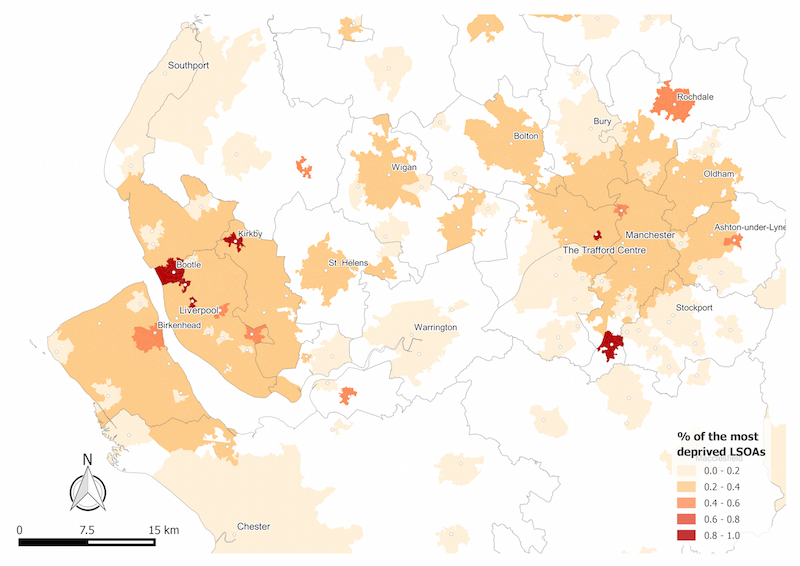 Southport
Rochdale
Bury
Bolton
Wigan
Oldham
Ashton-under-Lyne
Manchester
The Trafford Centre
Kirkby
Bootle
St. Helens
Liverpool
Birkenhead
Warrington
Stockport
Chester
% of the most
deprived LSOAs
0.0 - 0.2
0.2 - 0.4
0.4 - 0.6
0.6 - 0.8
0.8 - 1.0
N
0 7.5 15 km